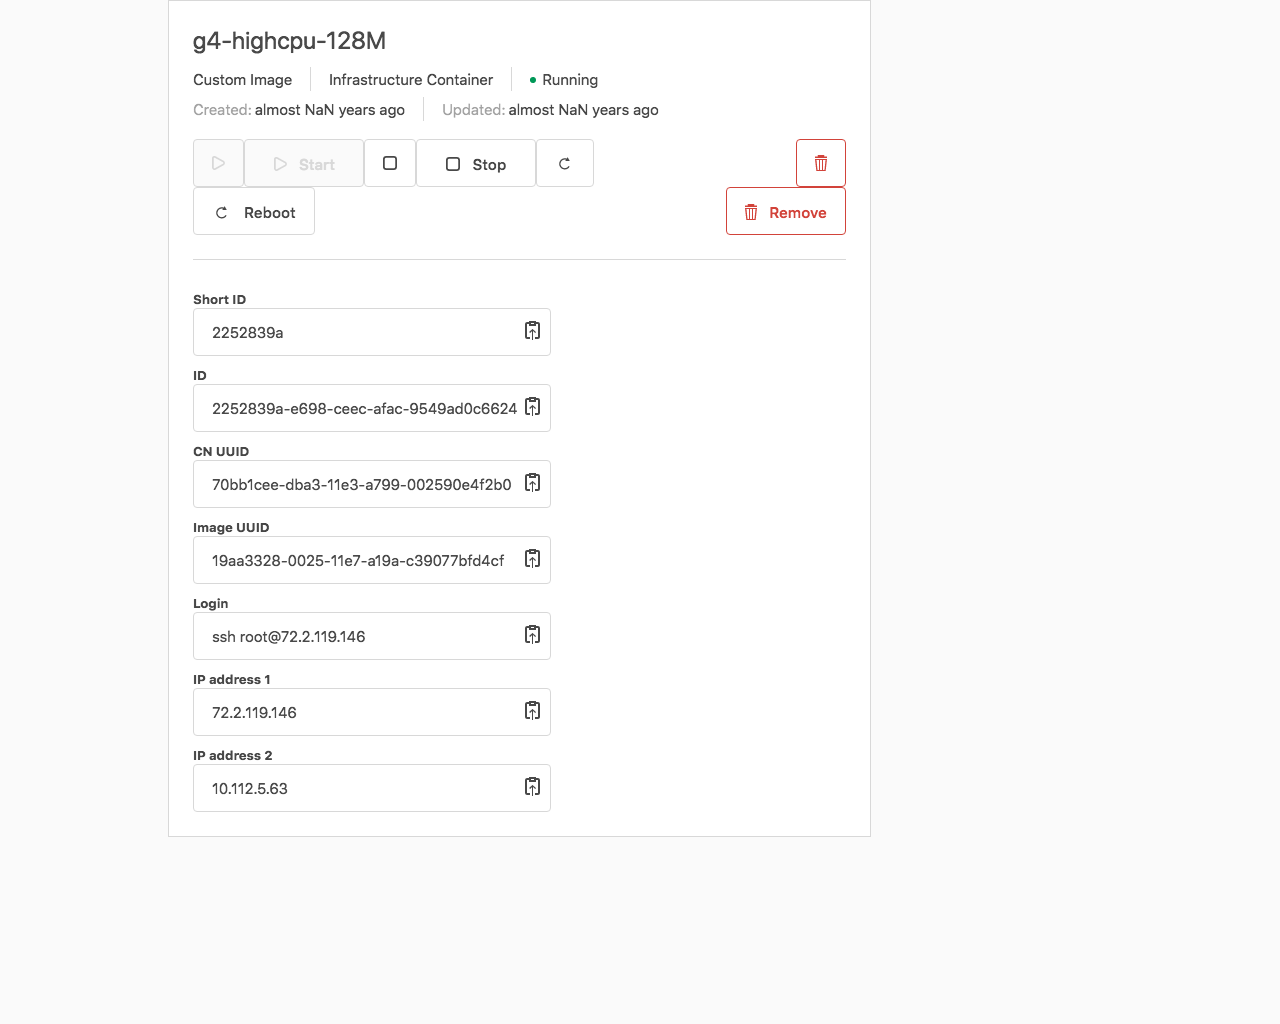 g4-highcpu-128M
Custom Image Infrastructure Container Running
Created: almost NaN years ago Updated: almost NaN years ago
Start Stop
Reboot Remove
Short ID
2252839a
ID
2252839a-e698-ceec-afac-9549ad0c6624
CN UUID
70bb1cee-dba3-11e3-a799-002590e4f2b0
Image UUID
19aa3328-0025-11e7-a19a-c39077bfd4cf
Login
ssh root@72.2.119.146
IP address 1
72.2.119.146
IP address 2
10.112.5.63